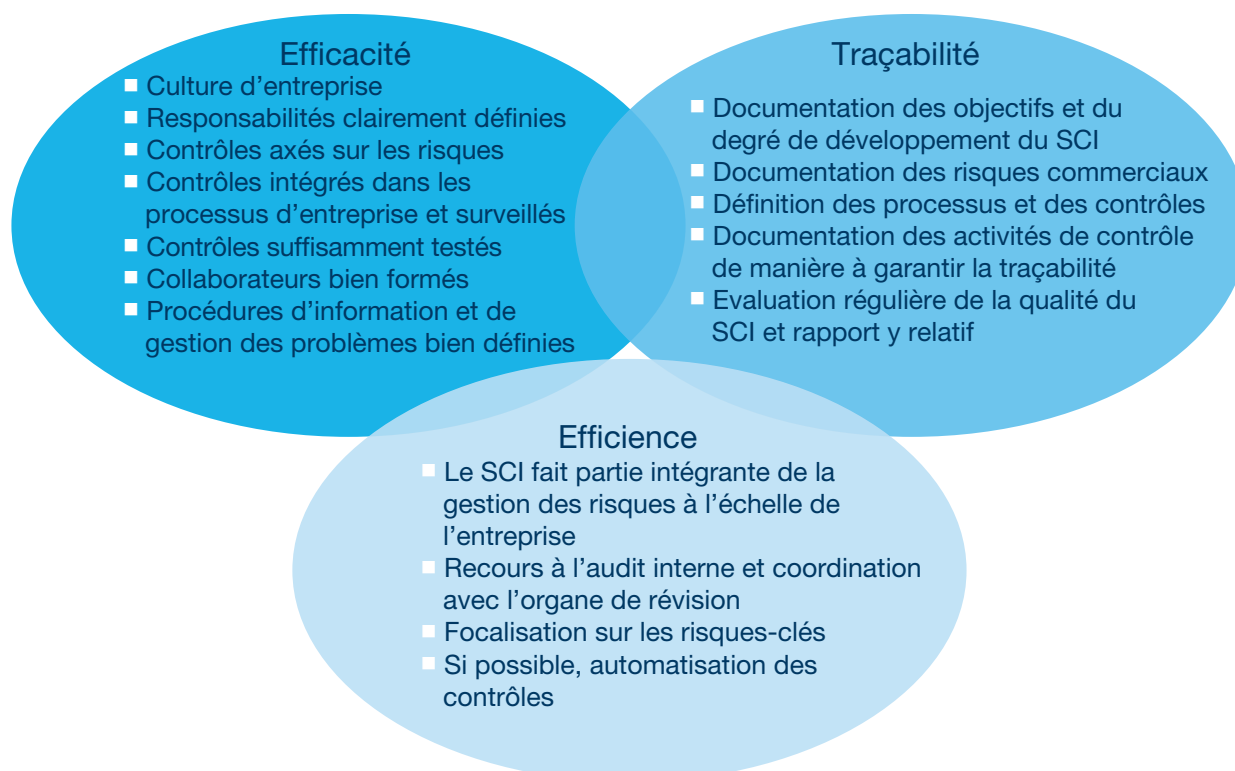 Efficacité
Culture d’entreprise
Responsabilités clairement définies
Contrôles axés sur les risques
Contrôles intégrés dans les
processus d’entreprise et surveillés
Contrôles suffisamment testés
Collaborateurs bien formés
Procédures d’information et de
gestion des problèmes bien définies
Traçabilité
Documentation des objectifs et du
degré de développement du SCI
Documentation des risques commerciaux
Définition des processus et des contrôles
Documentation des activités de contrôle
de manière à garantir la traçabilité
Evaluation régulière de la qualité du
SCI et rapport y relatif
Efficience
Le SCI fait partie intégrante de la
gestion des risques à l’échelle de
l’entreprise
Recours à l’audit interne et coordination
avec l’organe de révision
Focalisation sur les risques-clés
Si possible, automatisation des
contrôles